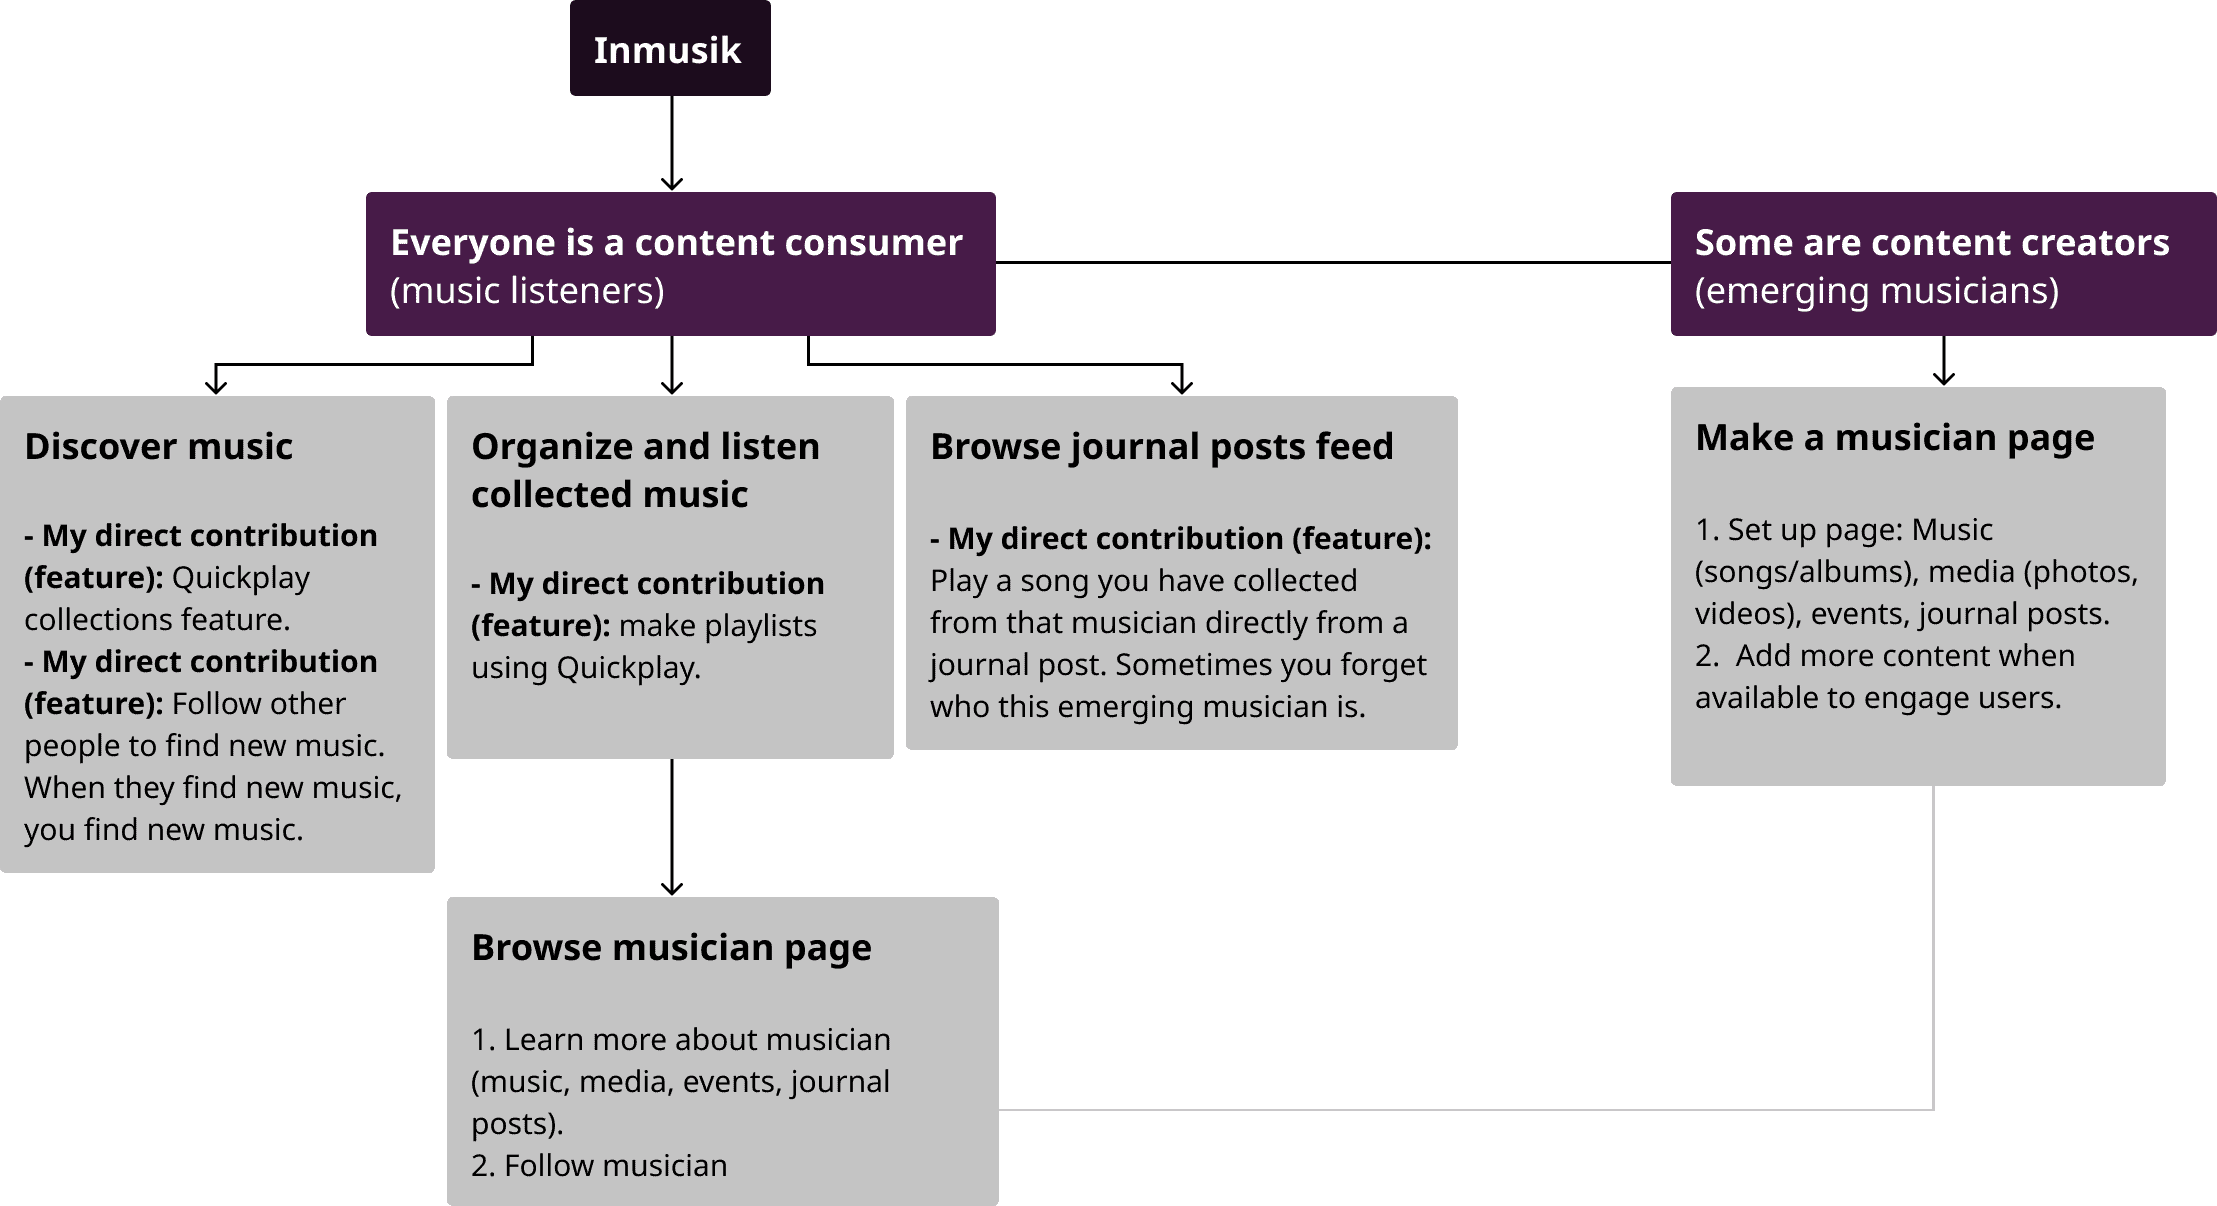 Inmusik
Everyone is a content consumer
(music listeners)
Some are content creators
(emerging musicians)
Discover music
- My direct contribution
(feature): Quickplay
collections feature.
- My direct contribution
(feature): Follow other
people to find new music.
When they find new music,
you find new music.
Organize and listen
collected music
- My direct contribution
(feature): make playlists
using Quickplay.
Browse journal posts feed
- My direct contribution (feature):
Play a song you have collected
from that musician directly from a
journal post. Sometimes you forget
who this emerging musician is.
Make a musician page
1. Set up page: Music
(songs/albums), media (photos,
videos), events, journal posts.
2.  Add more content when
available to engage users.
Browse musician page
1. Learn more about musician
(music, media, events, journal
posts).
2. Follow musician